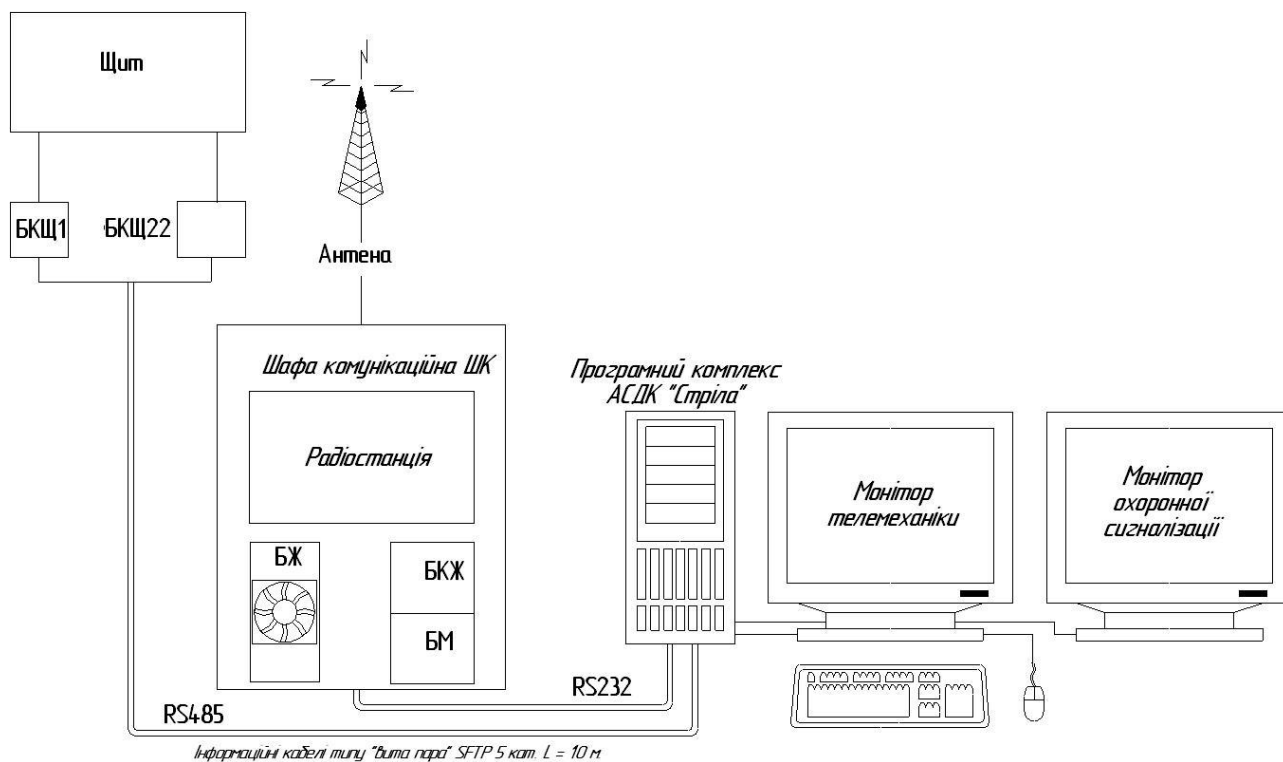 Щит
БКЩ1
БКЩ22
Антена
Шафа комунікаційна ШК
Радіостанція
БЖ
БКЖ
БМ
Програмний комплекс
АСДК "Стріла"
Монітор
телемеханіки
Монітор
охоронної
сигналізації
RS232
RS485
Інформаційні кабелі типу "вита пара" SFTP 5 кат. L = 10 м.